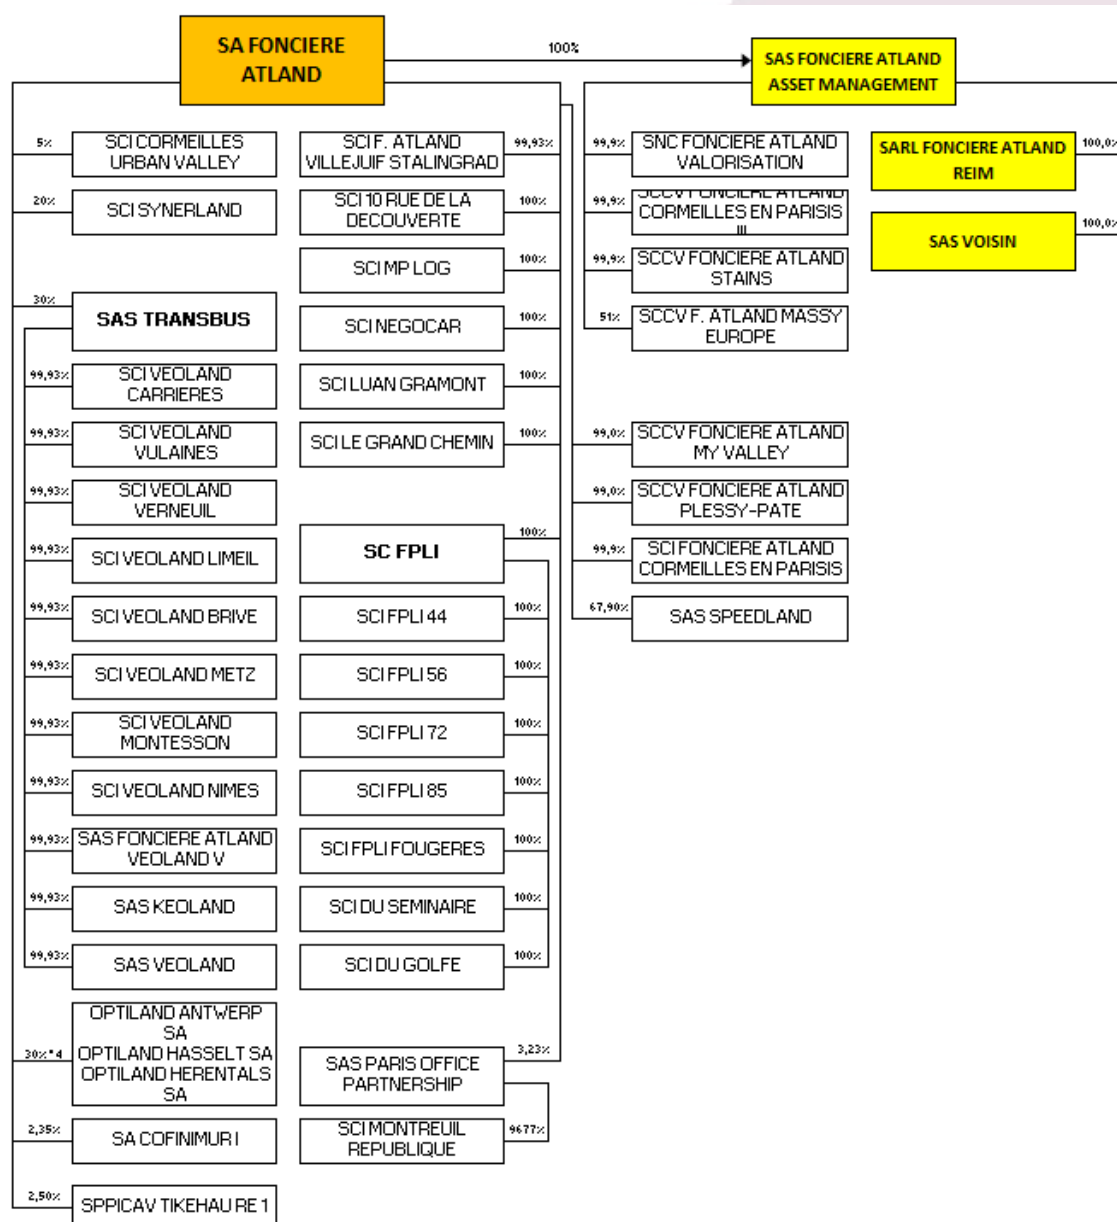 SA FONCIERE
ATLAND
100%
SAS FONCIERE ATLAND
ASSET MANAGEMENT
5%
SCI CORMEILLES
URBAN VALLEY
20%
SCI SYNERLAND
30%
SAS TRANSBUS
99,93%
SCI VEOLAND
CARRIERES
99,93%
SCI VEOLAND
VULAINES
99,93%
SCI VEOLAND
VERNEUIL
99,93%
SCI VEOLAND LIMEIL
99,93%
SCI VEOLAND BRIVE
99,93%
SCI VEOLAND METZ
99,93%
SCI VEOLAND
MONTESSON
99,93%
SCI VEOLAND NIMES
99,93%
SAS FONCIERE ATLAND
VEOLAND V
99,93%
SAS KEOLAND
99,93%
SAS VEOLAND
30%*4
OPTILAND ANTWERP
SA
OPTILAND HASSELT SA
OPTILAND HERENTALS
SA
2,35%
SA COFINIMUR I
2,50%
SPPICAV TIKEHAU RE 1
SCI F. ATLAND
VILLEJUIF STALINGRAD
99,93%
SCI 10 RUE DE LA
DECOUVERTE
100%
SCI MP LOG
100%
SCI NEGOCAR
100%
SCI LUAN GRAMONT
100%
SCI LE GRAND CHEMIN
100%
SC FPLI
100%
SCI FPLI 44
100%
SCI FPLI 56
100%
SCI FPLI 72
100%
SCI FPLI 85
100%
SCI FPLI FOUGERES
100%
SCI DU SEMINAIRE
100%
SCI DU GOLFE
100%
SAS PARIS OFFICE
PARTNERSHIP
3,23%
SCI MONTREUIL
REPUBLIQUE
9677%
99,9%
SNC FONCIERE ATLAND
VALORISATION
99,9%
SCCV FONCIERE ATLAND
CORMEILLES EN PARISIS
III
99,9%
SCCV FONCIERE ATLAND
STAINS
51%
SCCV F. ATLAND MASSY
EUROPE
99,0%
SCCV FONCIERE ATLAND
MY VALLEY
99,0%
SCCV FONCIERE ATLAND
PLESSY-PATE
99,9%
SCI FONCIERE ATLAND
CORMEILLES EN PARISIS
67,90%
SAS SPEEDLAND
SARL FONCIERE ATLAND
REIM
100,0%
SAS VOISIN
100,0%